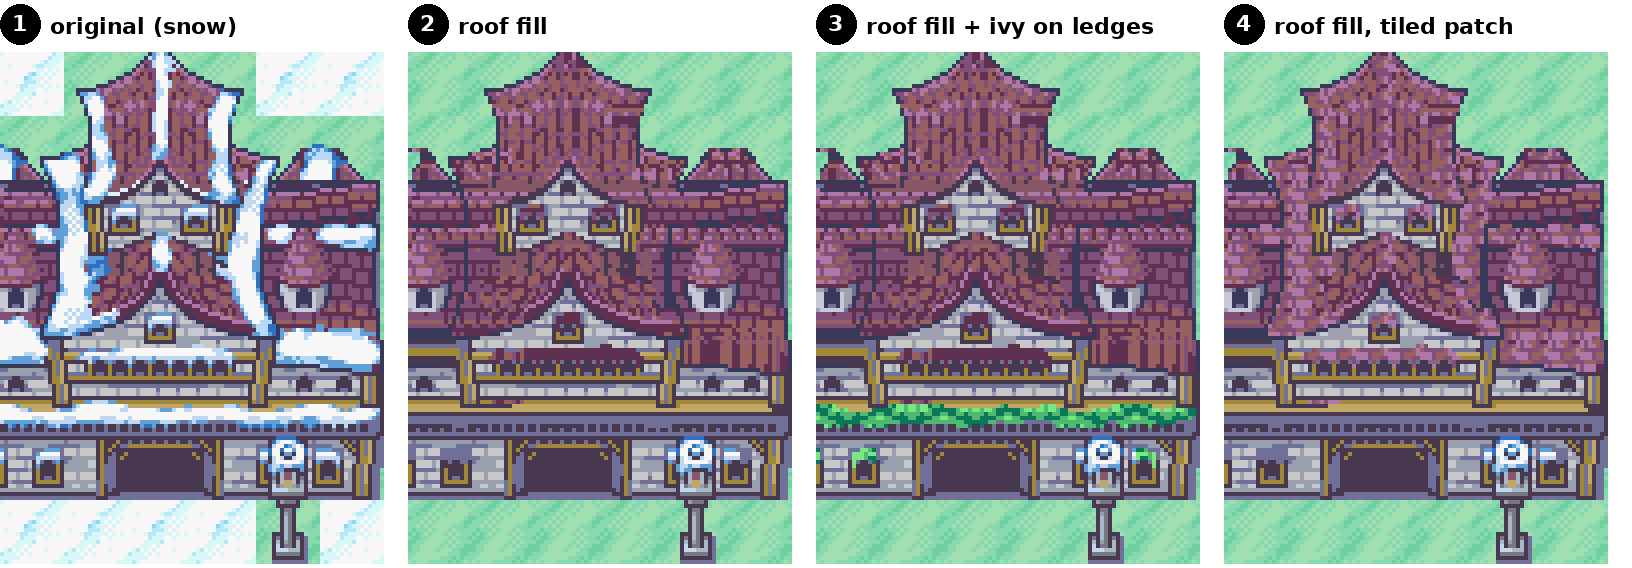 1 original (snow)
2 roof fill
3 roof fill + ivy on ledges
4 roof fill, tiled patch